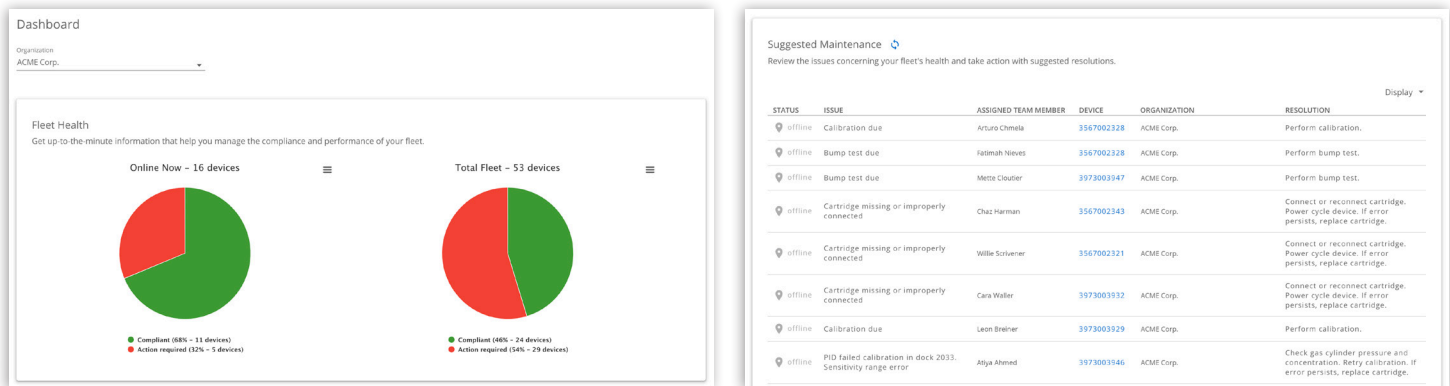 Dashboard
Organization
ACME Corp.
Fleet Health
Get up-to-the-minute information that help you manage the compliance and performance of your fleet.
Online Now – 16 devices
Compliant (68% – 11 devices)
Action required (32% – 5 devices)
Total Fleet – 53 devices
Compliant (46% – 24 devices)
Action required (54% – 29 devices)
Suggested Maintenance
Review the issues concerning your fleet's health and take action with suggested resolutions.
Display
STATUS ISSUE ASSIGNED TEAM MEMBER DEVICE ORGANIZATION RESOLUTION
offline Calibration due Arturo Chmela 3567002328 ACME Corp. Perform calibration.
offline Bump test due Fatimah Nieves 3567002328 ACME Corp. Perform bump test.
offline Bump test due Mette Cloutier 3973003947 ACME Corp. Perform bump test.
offline Cartridge missing or improperly
connected Chaz Harman 3567002343 ACME Corp. Connect or reconnect cartridge.
Power cycle device. If error
persists, replace cartridge.
offline Cartridge missing or improperly
connected Willie Scrivener 3567002321 ACME Corp. Connect or reconnect cartridge.
Power cycle device. If error
persists, replace cartridge.
offline Cartridge missing or improperly
connected Cara Waller 3973003932 ACME Corp. Connect or reconnect cartridge.
Power cycle device. If error
persists, replace cartridge.
offline Calibration due Leon Breiner 3973003929 ACME Corp. Perform calibration.
offline PID failed calibration in dock 2033.
Sensitivity range error Atiya Ahmed 3973003946 ACME Corp. Check gas cylinder pressure and
concentration. Retry calibration. If
error persists, replace cartridge.